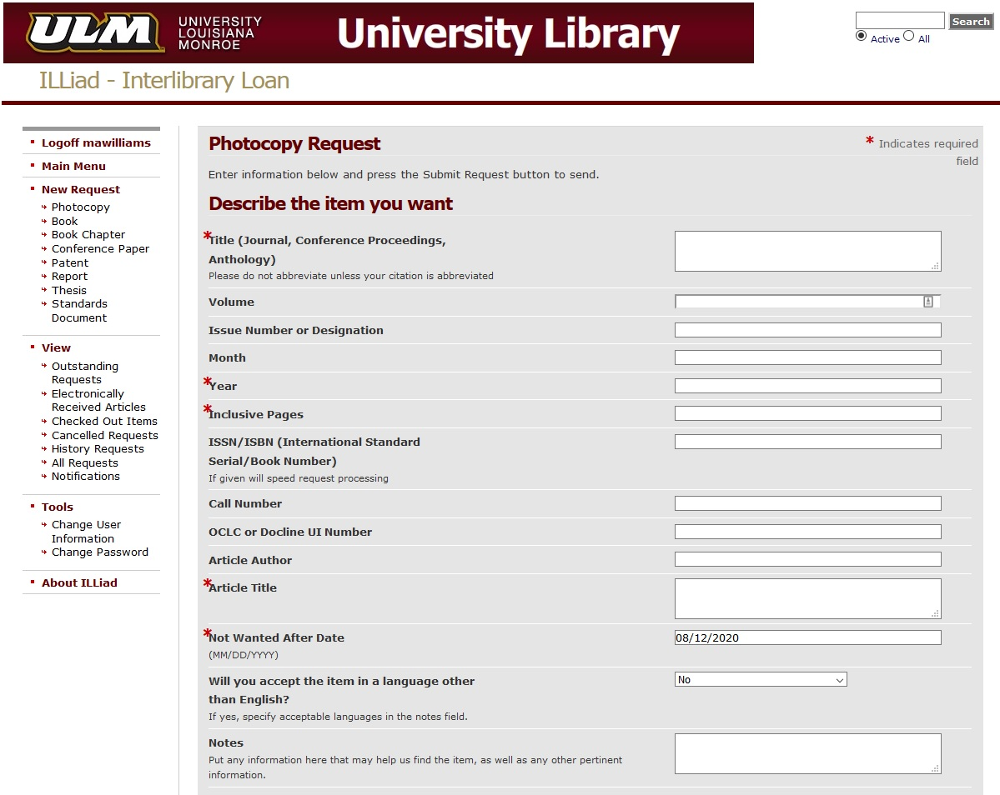 ULM
UNIVERSITY
LOUISIANA
MONROE
University Library
Search
Active
All
ILLiad - Interlibrary Loan
Logoff mawilliams
Main Menu
New Request
Photocopy
Book
Book Chapter
Conference Paper
Patent
Report
Thesis
Standards
Document
View
Outstanding
Requests
Electronically
Received Articles
Checked Out Items
Cancelled Requests
History Requests
All Requests
Notifications
Tools
Change User
Information
Change Password
About ILLiad
Photocopy Request
* Indicates required
field
Enter information below and press the Submit Request button to send.
Describe the item you want
*Title (Journal, Conference Proceedings,
Anthology)
Please do not abbreviate unless your citation is abbreviated
Volume
Issue Number or Designation
Month
*Year
*Inclusive Pages
ISSN/ISBN (International Standard
Serial/Book Number)
If given will speed request processing
Call Number
OCLC or Docline UI Number
Article Author
*Article Title
*Not Wanted After Date
08/12/2020
(MM/DD/YYYY)
Will you accept the item in a language other
than English?
No
If yes, specify acceptable languages in the notes field.
Notes
Put any information here that may help us find the item, as well as any other pertinent
information.